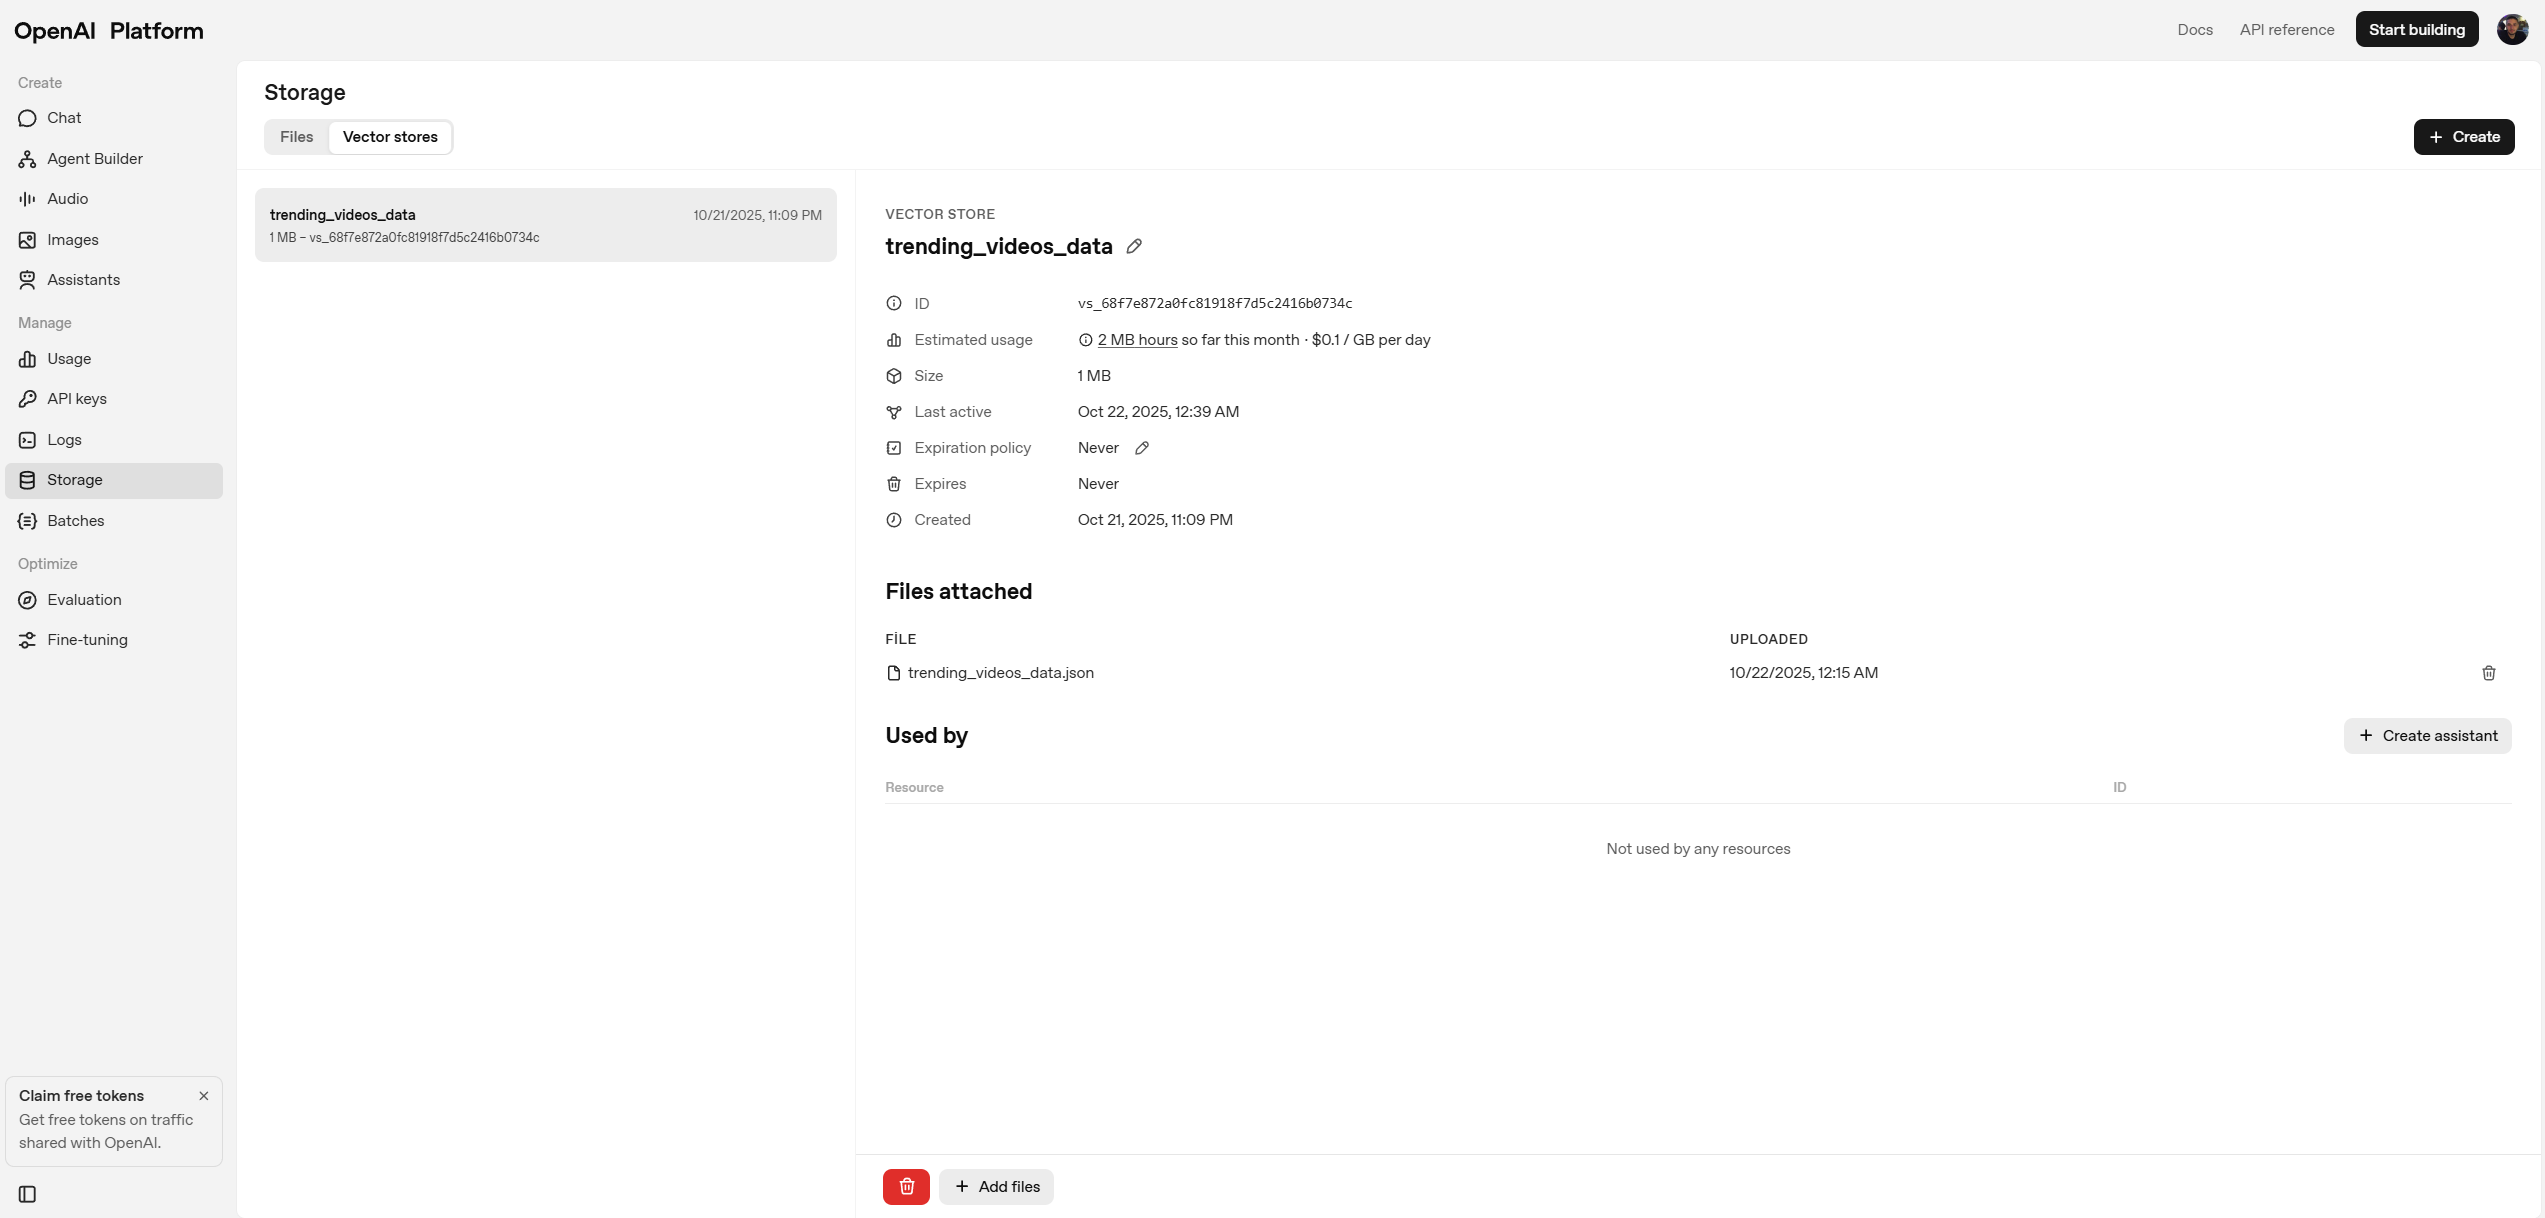 OpenAI Platform
Docs
API reference
Start building
Create
Chat
Agent Builder
Audio
Images
Assistants
Manage
Usage
API keys
Logs
Storage
Batches
Optimize
Evaluation
Fine-tuning
Claim free tokens
Get free tokens on traffic
shared with OpenAI.
Storage
Files
Vector stores
Create
trending_videos_data
10/21/2025, 11:09 PM
1 MB – vs_68f7e872a0fc81918f7d5c2416b0734c
VECTOR STORE
trending_videos_data
ID vs_68f7e872a0fc81918f7d5c2416b0734c
Estimated usage 2 MB hours so far this month · $0.1 / GB per day
Size 1 MB
Last active Oct 22, 2025, 12:39 AM
Expiration policy Never
Expires Never
Created Oct 21, 2025, 11:09 PM
Files attached
FİLE UPLOADED
trending_videos_data.json 10/22/2025, 12:15 AM
Used by
Create assistant
Resource ID
Not used by any resources
Add files